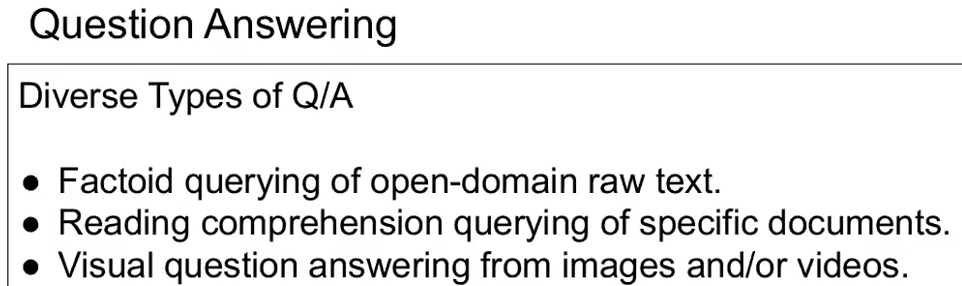 Question Answering
Diverse Types of Q/A
● Factoid querying of open-domain raw text.
● Reading comprehension querying of specific documents.
● Visual question answering from images and/or videos.